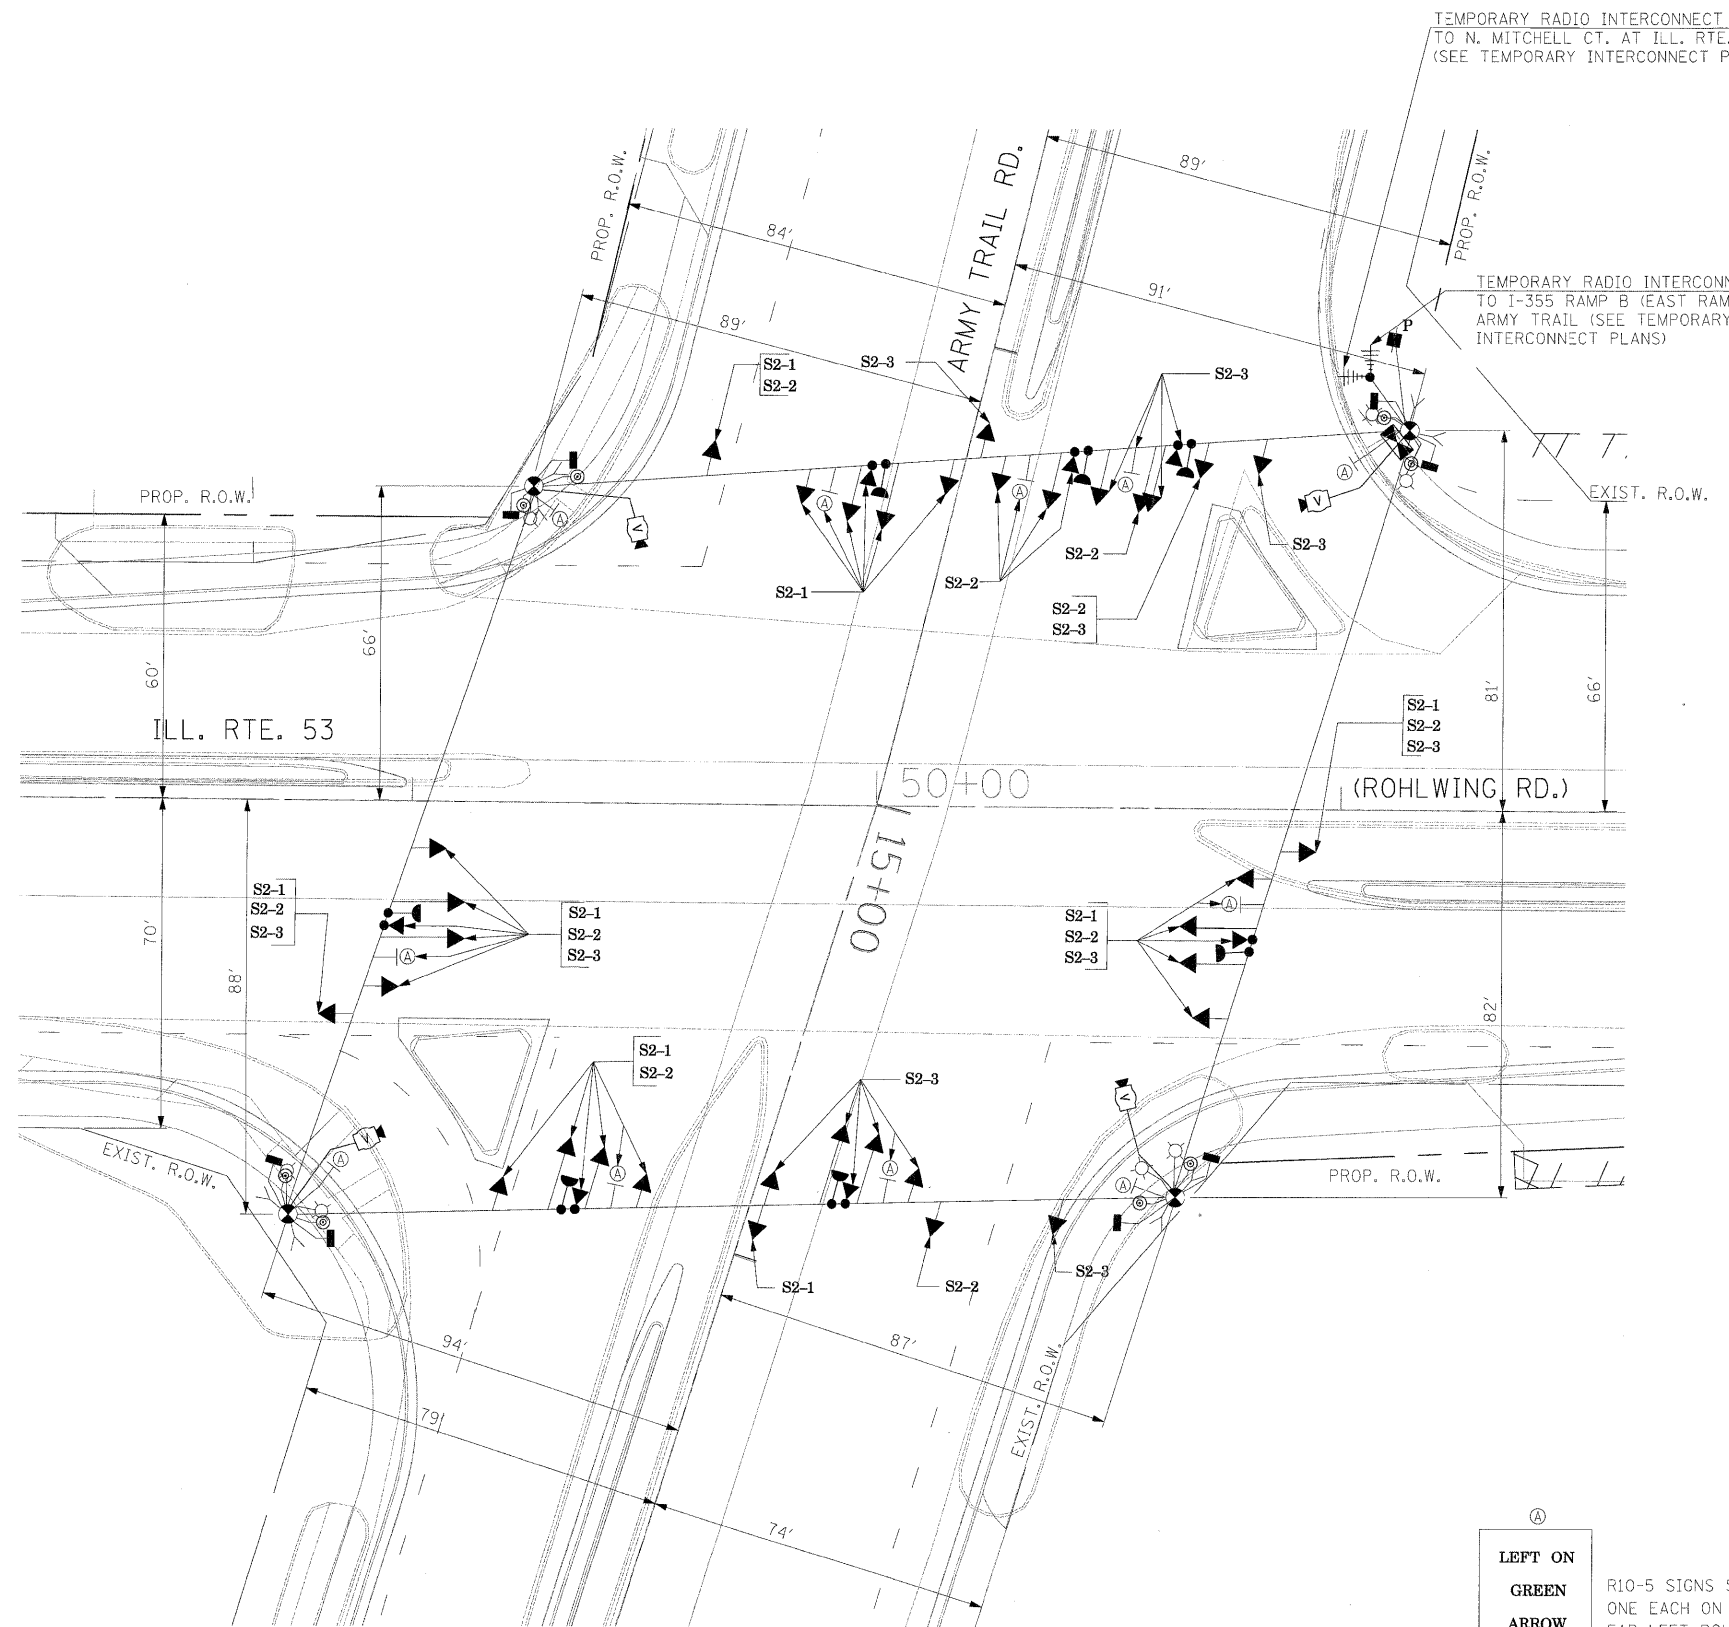 TEMPORARY RADIO INTERCONNECT
TO N. MITCHELL CT. AT ILL. RTE.
(SEE TEMPORARY INTERCONNECT P
89'
PROP. R.O.W.
PROP. R.O.W.
84'
ARMY TRAIL RD.
91'
TEMPORARY RADIO INTERCONN
TO I-355 RAMP B (EAST RAM
ARMY TRAIL (SEE TEMPORARY
INTERCONNECT PLANS)
89'
P
S2-1
S2-2
S2-3
S2-3
A
PROP. R.O.W.
EXIST. R.O.W.
A
A
A
A
V
V
S2-3
S2-2
S2-1
S2-2
S2-2
S2-3
66'
60'
81'
66'
ILL. RTE. 53
S2-1
S2-2
S2-3
50+00
(ROHLWING RD.)
15+00
S2-1
S2-2
S2-3
S2-1
S2-2
S2-3
A
S2-1
S2-2
S2-3
A
70'
88'
82'
S2-1
S2-2
S2-3
V
V
EXIST. R.O.W.
A
A
A
A
PROP. R.O.W.
S2-1
S2-2
S2-3
94'
87'
EXIST. R.O.W.
79'
74'
A
LEFT ON
GREEN
ARROW
R10-5 SIGNS S
ONE EACH ON